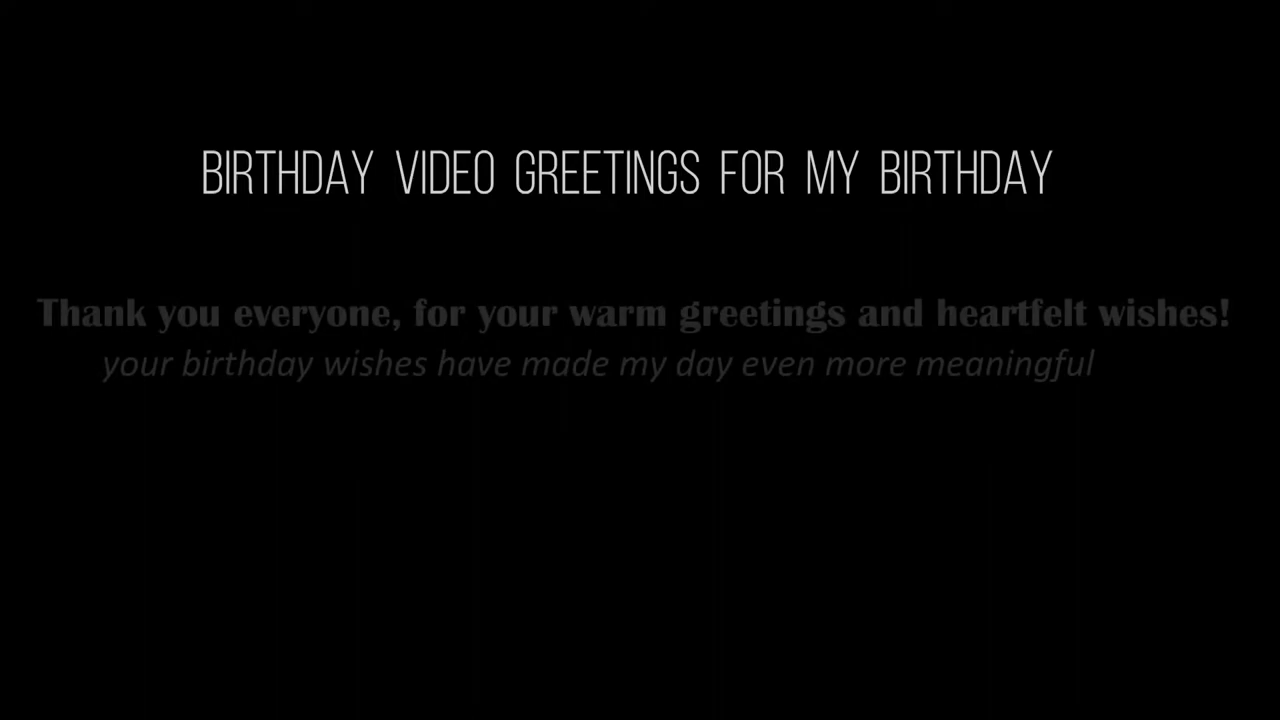 BIRTHDAY VIDEO GREETINGS FOR MY BIRTHDAY
Thank you everyone, for your warm greetings and heartfelt wishes!
your birthday wishes have made my day even more meaningful